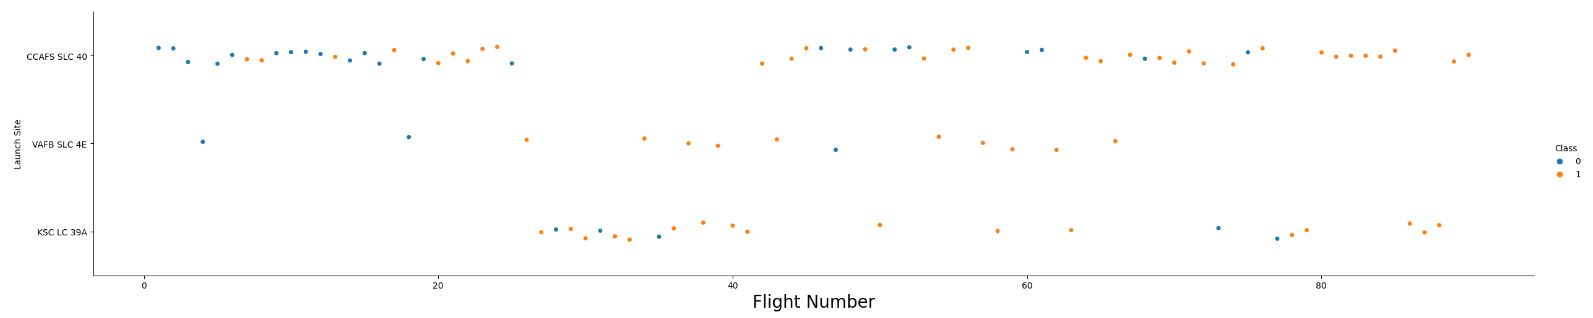 CCAFS SLC 40
VAFB SLC 4E
KSC LC 39A
Launch Site
0 20 40 60 80
Flight Number
Class
0
1